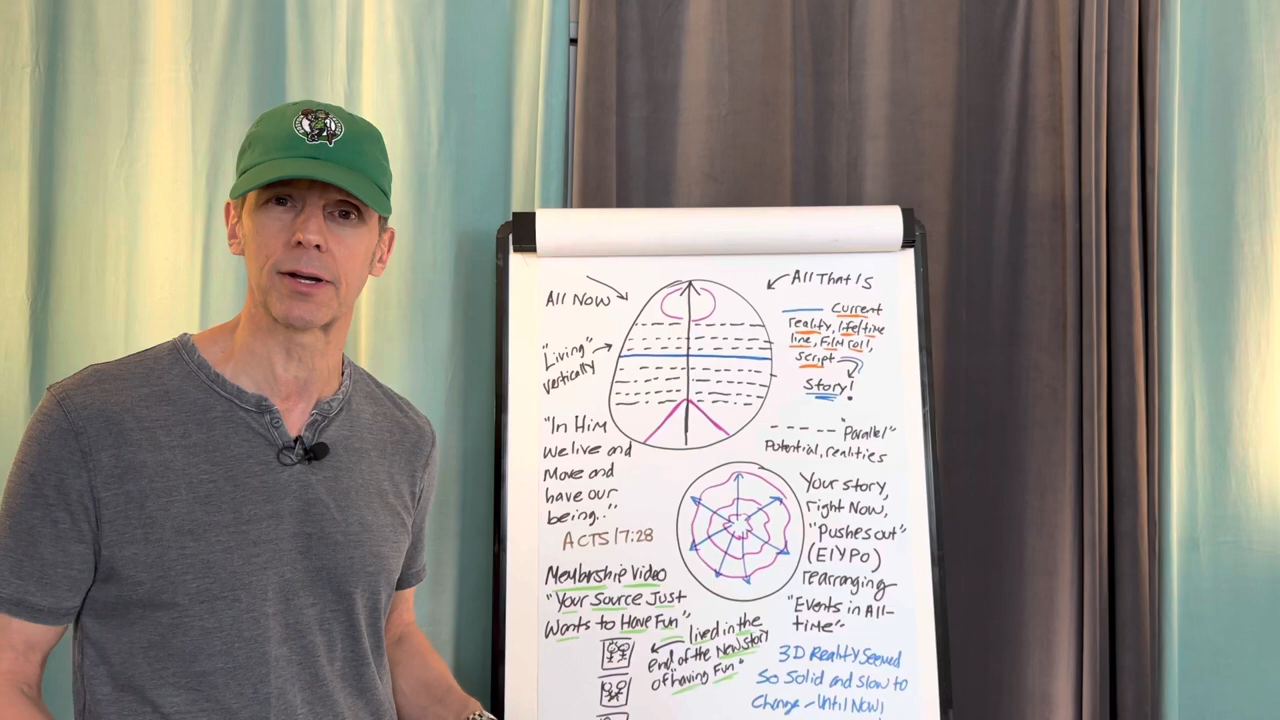 All Now
All That Is
Current
reality, life/time
line, Film roll,
script
Story!
"Living"
vertically
"Parallel"
Potential, realities
"In Him
we live and
Move and
have our
being.."
ACTS 17:28
Your story,
right Now,
"Pushes out"
(EIYPO)
rearranging
"Events in All-
time".
Membrship Video
"Your Source Just
Wants to Have Fun"
lived in the
end of the New story
of "having Fun"
3D Reality Seemed
So Solid and slow to
Change - Until Now!